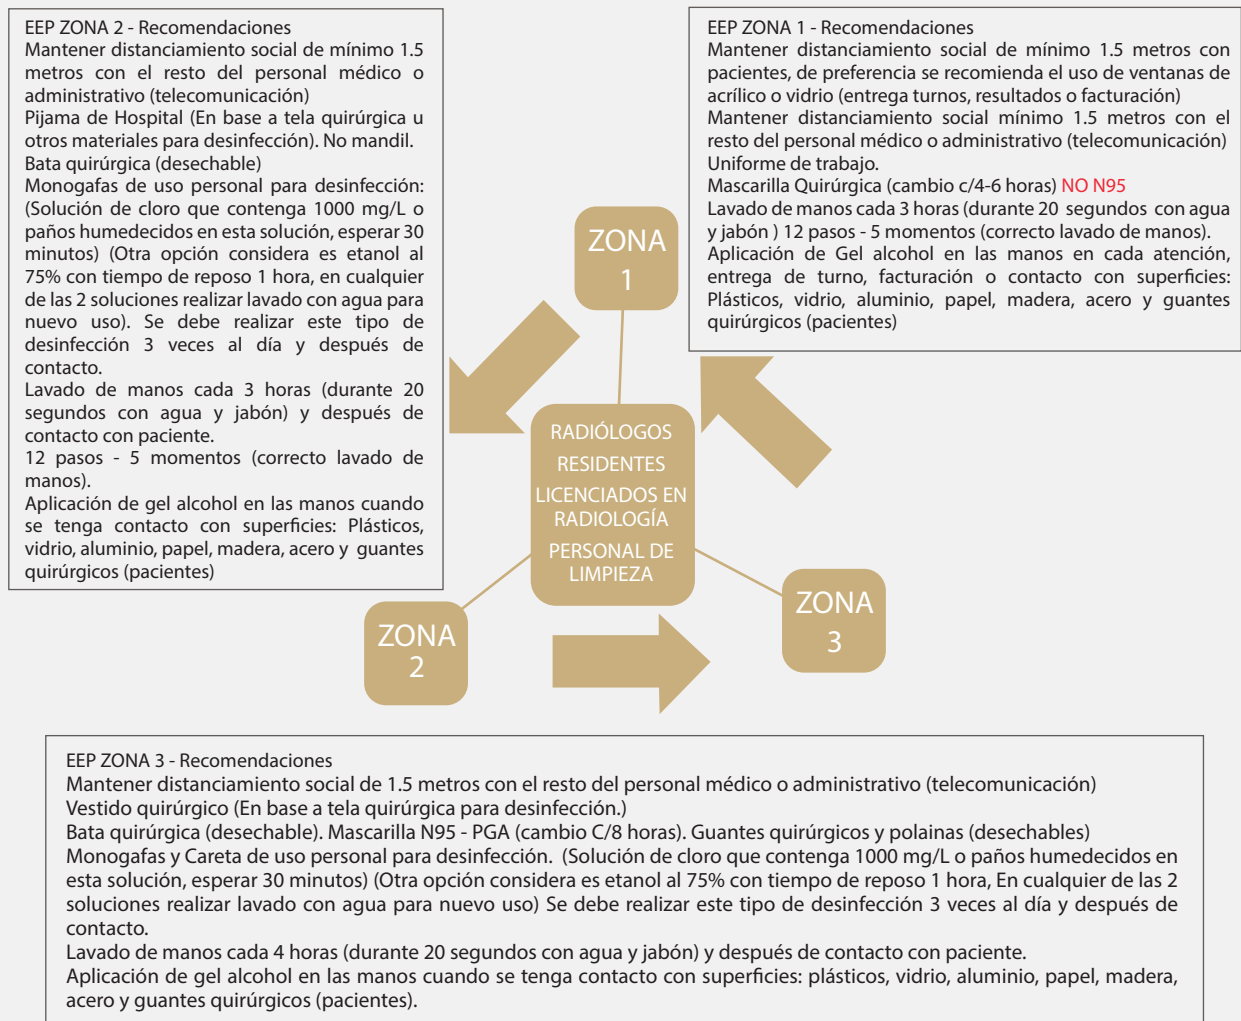 EEP ZONA 2 - Recomendaciones
Mantener distanciamiento social de mínimo 1.5
metros con el resto del personal médico o
administrativo (telecomunicación)
Pijama de Hospital (En base a tela quirúrgica u
otros materiales para desinfección). No mandil.
Bata quirúrgica (desechable)
Monogafas de uso personal para desinfección:
(Solución de cloro que contenga 1000 mg/L o
paños humedecidos en esta solución, esperar 30
minutos) (Otra opción considera es etanol al
75% con tiempo de reposo 1 hora, en cualquier
de las 2 soluciones realizar lavado con agua para
nuevo uso). Se debe realizar este tipo de
desinfección 3 veces al día y después de
contacto.
Lavado de manos cada 3 horas (durante 20
segundos con agua y jabón) y después de
contacto con paciente.
12 pasos - 5 momentos (correcto lavado de
manos).
Aplicación de gel alcohol en las manos cuando
se tenga contacto con superficies: Plásticos,
vidrio, aluminio, papel, madera, acero y guantes
quirúrgicos (pacientes)
EEP ZONA 1 - Recomendaciones
Mantener distanciamiento social de mínimo 1.5 metros con
pacientes, de preferencia se recomienda el uso de ventanas de
acrílico o vidrio (entrega turnos, resultados o facturación)
Mantener distanciamiento social mínimo 1.5 metros con el
resto del personal médico o administrativo (telecomunicación)
Uniforme de trabajo.
Mascarilla Quirúrgica (cambio c/4-6 horas) NO N95
Lavado de manos cada 3 horas (durante 20 segundos con agua
y jabón ) 12 pasos - 5 momentos (correcto lavado de manos).
Aplicación de Gel alcohol en las manos en cada atención,
entrega de turno, facturación o contacto con superficies:
Plásticos, vidrio, aluminio, papel, madera, acero y guantes
quirúrgicos (pacientes)
ZONA
1
RADIÓLOGOS
RESIDENTES
LICENCIADOS EN
RADIOLOGÍA
PERSONAL DE
LIMPIEZA
ZONA
2
ZONA
3
EEP ZONA 3 - Recomendaciones
Mantener distanciamiento social de 1.5 metros con el resto del personal médico o administrativo (telecomunicación)
Vestido quirúrgico (En base a tela quirúrgica para desinfección.)
Bata quirúrgica (desechable). Mascarilla N95 - PGA (cambio C/8 horas). Guantes quirúrgicos y polainas (desechables)
Monogafas y Careta de uso personal para desinfección. (Solución de cloro que contenga 1000 mg/L o paños humedecidos en
esta solución, esperar 30 minutos) (Otra opción considera es etanol al 75% con tiempo de reposo 1 hora, En cualquier de las 2
soluciones realizar lavado con agua para nuevo uso) Se debe realizar este tipo de desinfección 3 veces al día y después de
contacto.
Lavado de manos cada 4 horas (durante 20 segundos con agua y jabón) y después de contacto con paciente.
Aplicación de gel alcohol en las manos cuando se tenga contacto con superficies: plásticos, vidrio, aluminio, papel, madera,
acero y guantes quirúrgicos (pacientes).